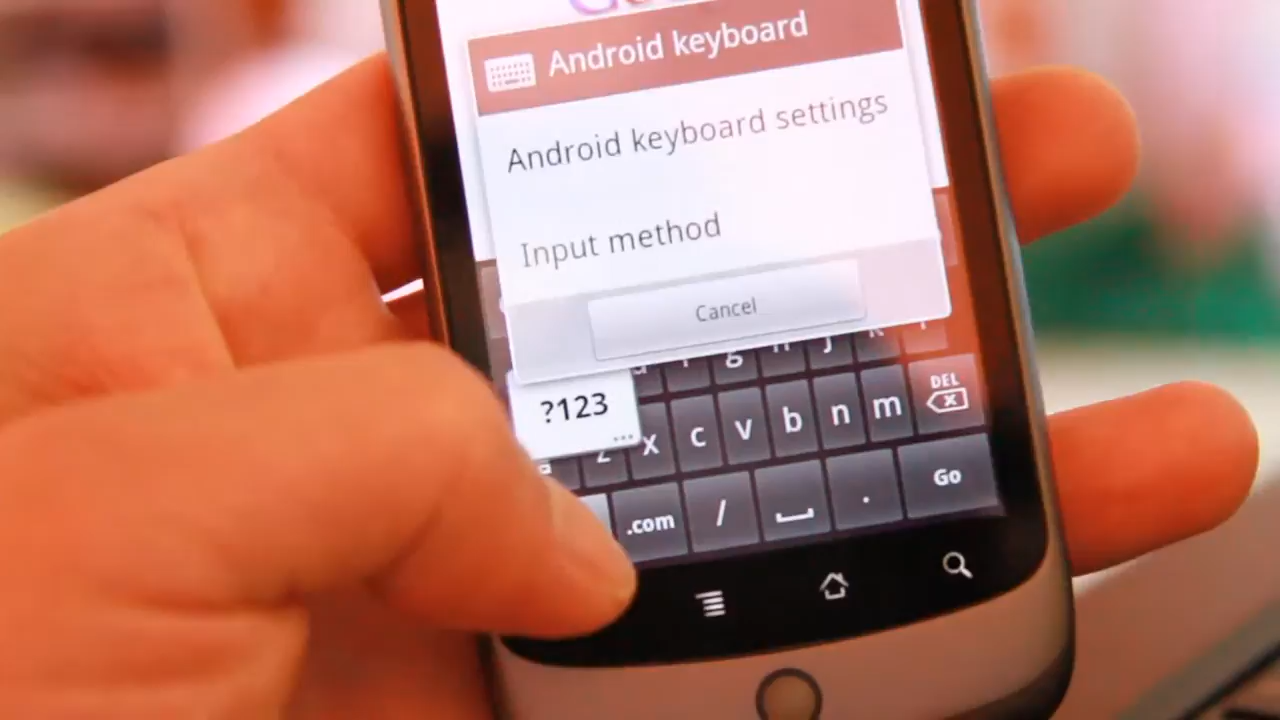 Android keyboard
Android keyboard settings
Input method
Cancel
g h j k
?123
z x c v b n m DEL
.com / . Go